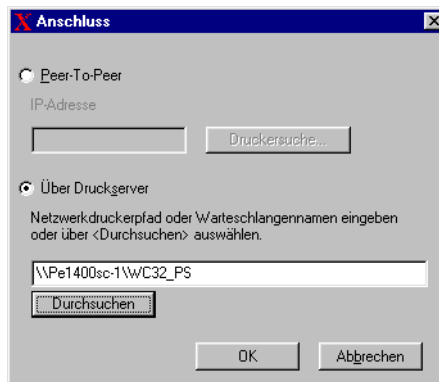 Anschluss
Peer-To-Peer
IP-Adresse
Druckersuche...
Über Druckserver
Netzwerkdruckerpfad oder Warteschlangennamen eingeben
oder über <Durchsuchen> auswählen.
\\Pe1400sc-1\WC32_PS
Durchsuchen
OK
Abbrechen